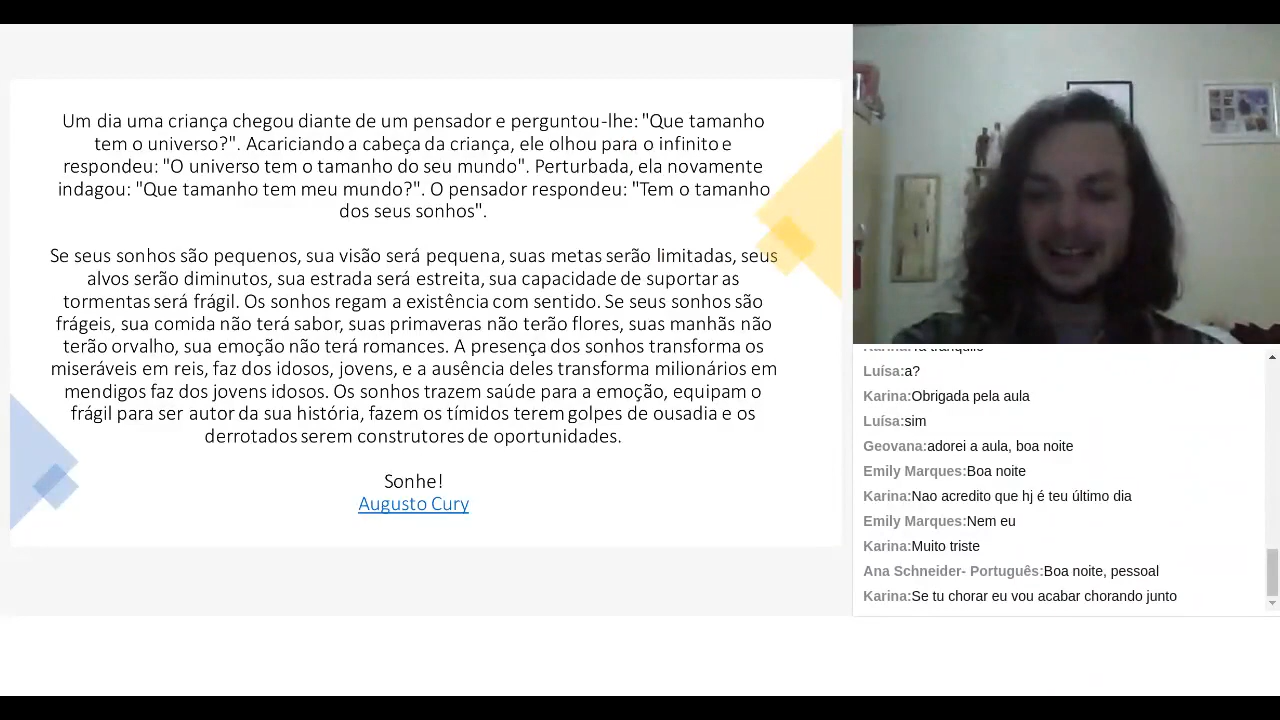 Um dia uma criança chegou diante de um pensador e perguntou-lhe: "Que tamanho
tem o universo?". Acariciando a cabeça da criança, ele olhou para o infinito e
respondeu: "O universo tem o tamanho do seu mundo". Perturbada, ela novamente
indagou: "Que tamanho tem meu mundo?". O pensador respondeu: "Tem o tamanho
dos seus sonhos".
Se seus sonhos são pequenos, sua visão será pequena, suas metas serão limitadas, seus
alvos serão diminutos, sua estrada será estreita, sua capacidade de suportar as
tormentas será frágil. Os sonhos regam a existência com sentido. Se seus sonhos são
frágeis, sua comida não terá sabor, suas primaveras não terão flores, suas manhãs não
terão orvalho, sua emoção não terá romances. A presença dos sonhos transforma os
miseráveis em reis, faz dos idosos, jovens, e a ausência deles transforma milionários em
mendigos faz dos jovens idosos. Os sonhos trazem saúde para a emoção, equipam o
frágil para ser autor da sua história, fazem os tímidos terem golpes de ousadia e os
derrotados serem construtores de oportunidades.
Sonhe!
Augusto Cury
Luísa:a?
Karina:Obrigada pela aula
Luísa:sim
Geovana:adorei a aula, boa noite
Emily Marques:Boa noite
Karina:Nao acredito que hj é teu último dia
Emily Marques:Nem eu
Karina:Muito triste
Ana Schneider- Português:Boa noite, pessoal
Karina:Se tu chorar eu vou acabar chorando junto